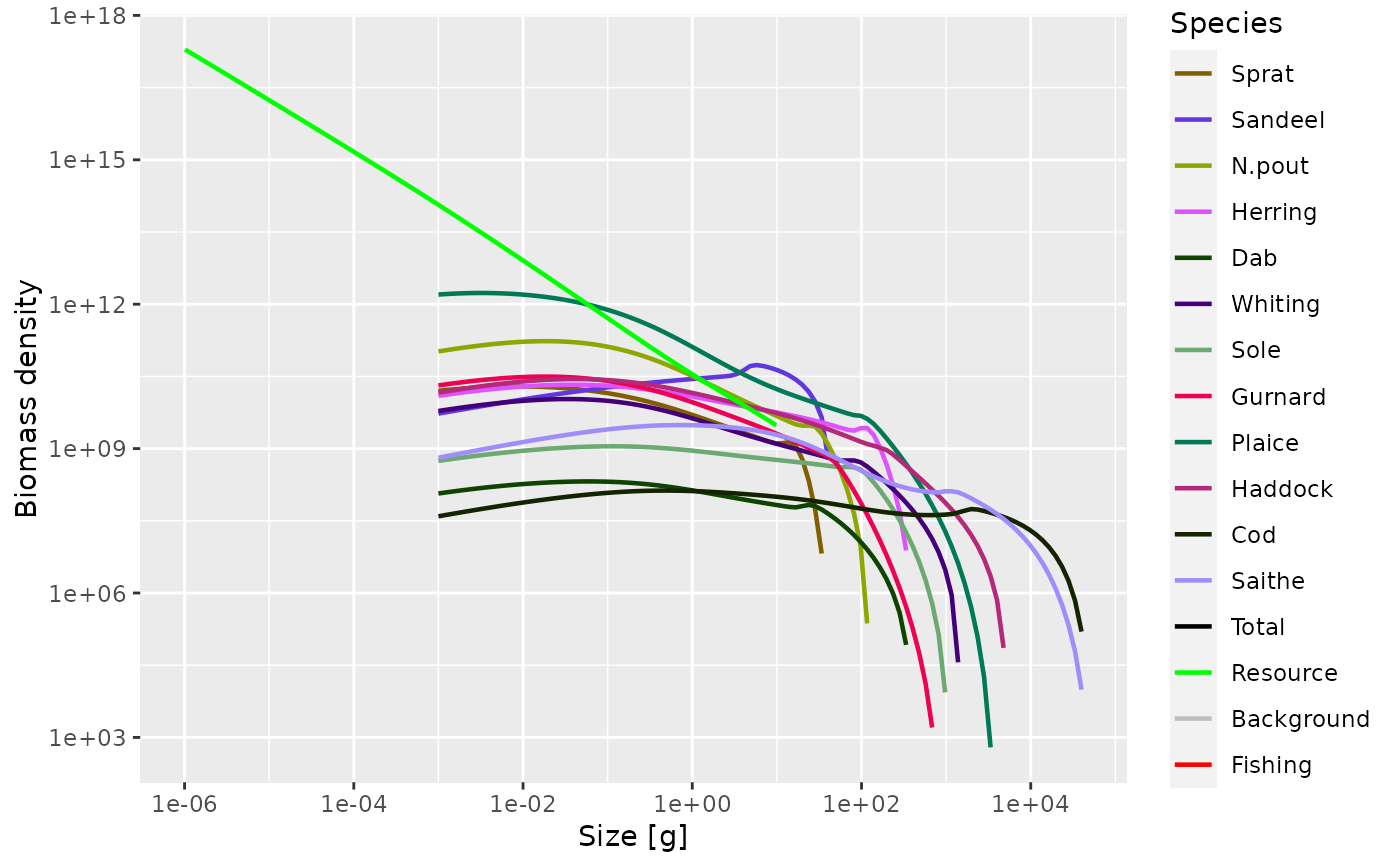 1e+18
1e+15
1e+12
1e+09
1e+06
1e+03
Biomass density
1e-06 1e-04 1e-02 1e+00 1e+02 1e+04
Size [g]
Species
Sprat
Sandeel
N.pout
Herring
Dab
Whiting
Sole
Gurnard
Plaice
Haddock
Cod
Saithe
Total
Resource
Background
Fishing